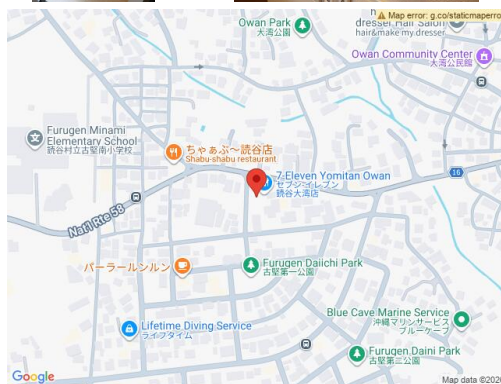 Owan Park
大湾公園
dresser Hair Salon
hair&make my dresser
⚠ Map error: g.co/staticmaperro
Owan Community Center
大湾公民館
Furugen Minami
Elementary School
読谷村立古堅南小学校
ちゃあぶ～読谷店
Shabu-shabu restaurant
7-Eleven Yomitan Owan
セブン-イレブン
読谷大湾店
16
Nat'l Rte 58
パーラールンルン
Furugen Daiichi Park
古堅第一公園
Blue Cave Marine Service
沖縄マリンサービス
ブルーケーブ
Lifetime Diving Service
ライフタイム
Furugen Daini Park
古堅第二公園
Google
Map data ©202